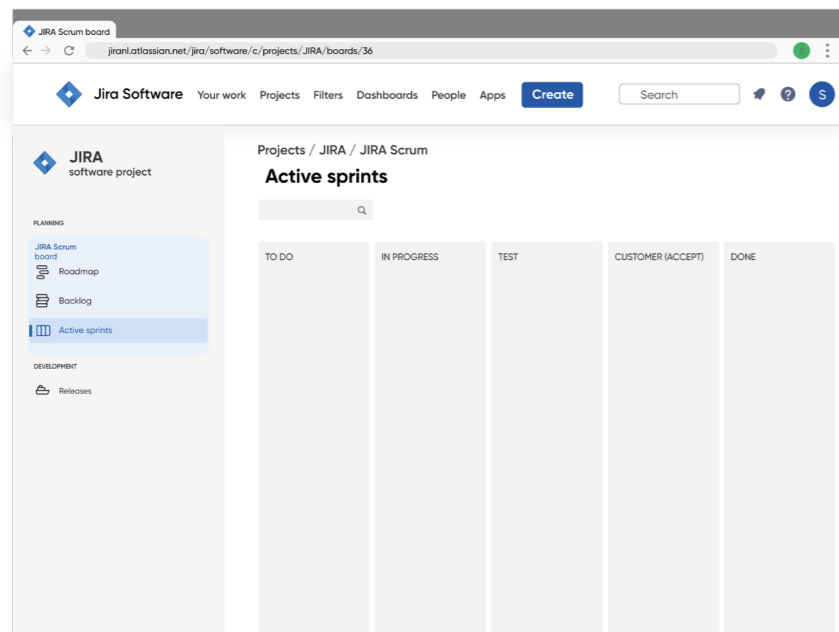 JIRA Scrum board
jiranl.atlassian.net/jira/software/c/projects/JIRA/boards/36
Jira Software Your work Projects Filters Dashboards People Apps Create Search ? S
JIRA
software project
Projects / JIRA / JIRA Scrum
Active sprints
PLANNING
JIRA Scrum
board
Roadmap
Backlog
Active sprints
DEVELOPMENT
Releases
TO DO IN PROGRESS TEST CUSTOMER (ACCEPT) DONE